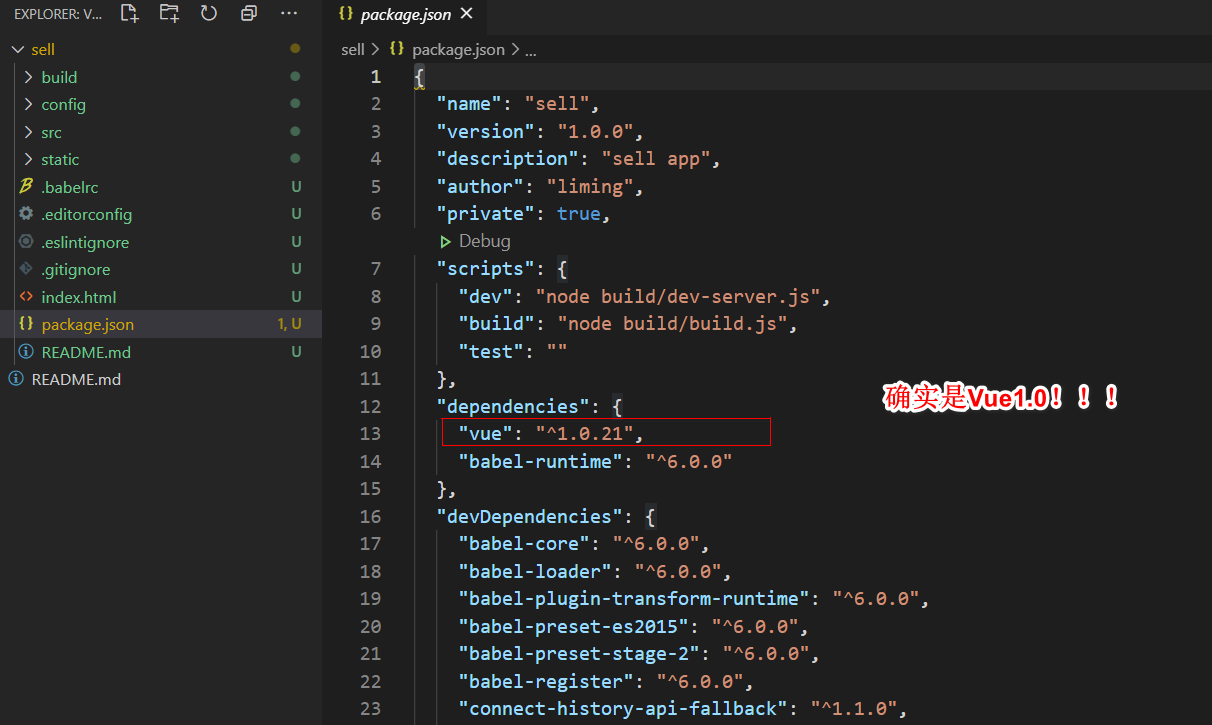 EXPLORER: V...
sell
build
config
src
static
.babelrc U
.editorconfig U
.eslintignore U
.gitignore U
index.html U
package.json 1, U
README.md U
README.md
package.json
sell > {} package.json > ...
1 {
2 "name": "sell",
3 "version": "1.0.0",
4 "description": "sell app",
5 "author": "liming",
6 "private": true,
Debug
7 "scripts": {
8 "dev": "node build/dev-server.js",
9 "build": "node build/build.js",
10 "test": ""
11 },
12 "dependencies": {
13 "vue": "^1.0.21",
14 "babel-runtime": "^6.0.0"
15 },
16 "devDependencies": {
17 "babel-core": "^6.0.0",
18 "babel-loader": "^6.0.0",
19 "babel-plugin-transform-runtime": "^6.0.0",
20 "babel-preset-es2015": "^6.0.0",
21 "babel-preset-stage-2": "^6.0.0",
22 "babel-register": "^6.0.0",
23 "connect-history-api-fallback": "^1.1.0",
确实是Vue1.0！！！